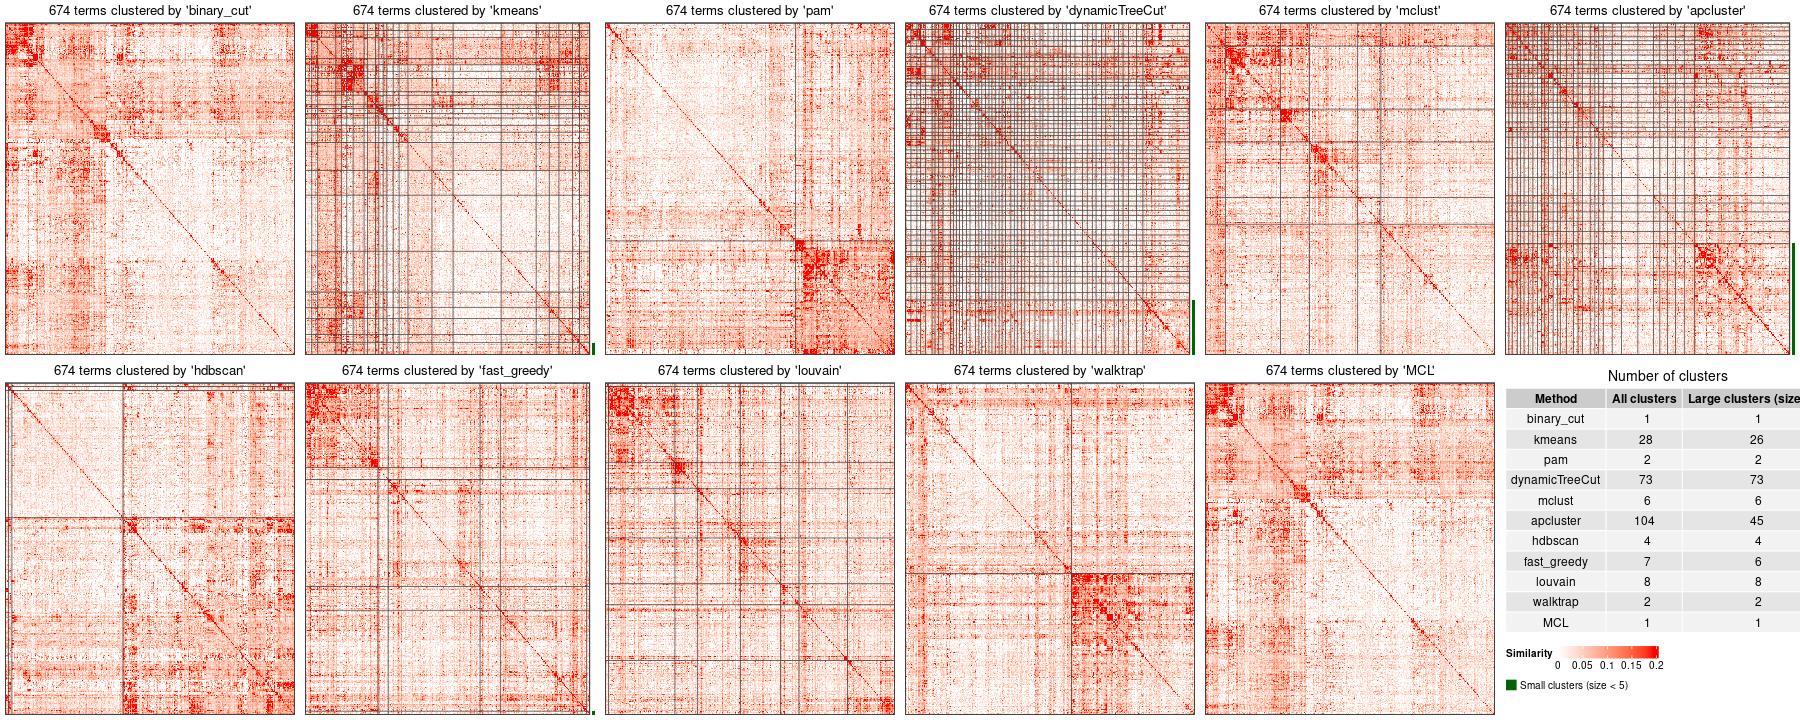 674 terms clustered by 'binary_cut'
674 terms clustered by 'kmeans'
674 terms clustered by 'pam'
674 terms clustered by 'dynamicTreeCut'
674 terms clustered by 'mclust'
674 terms clustered by 'apcluster'
674 terms clustered by 'hdbscan'
674 terms clustered by 'fast_greedy'
674 terms clustered by 'louvain'
674 terms clustered by 'walktrap'
674 terms clustered by 'MCL'
Number of clusters
Method All clusters Large clusters (size
binary_cut 1 1
kmeans 28 26
pam 2 2
dynamicTreeCut 73 73
mclust 6 6
apcluster 104 45
hdbscan 4 4
fast_greedy 7 6
louvain 8 8
walktrap 2 2
MCL 1 1
Similarity
0 0.05 0.1 0.15 0.2
Small clusters (size < 5)